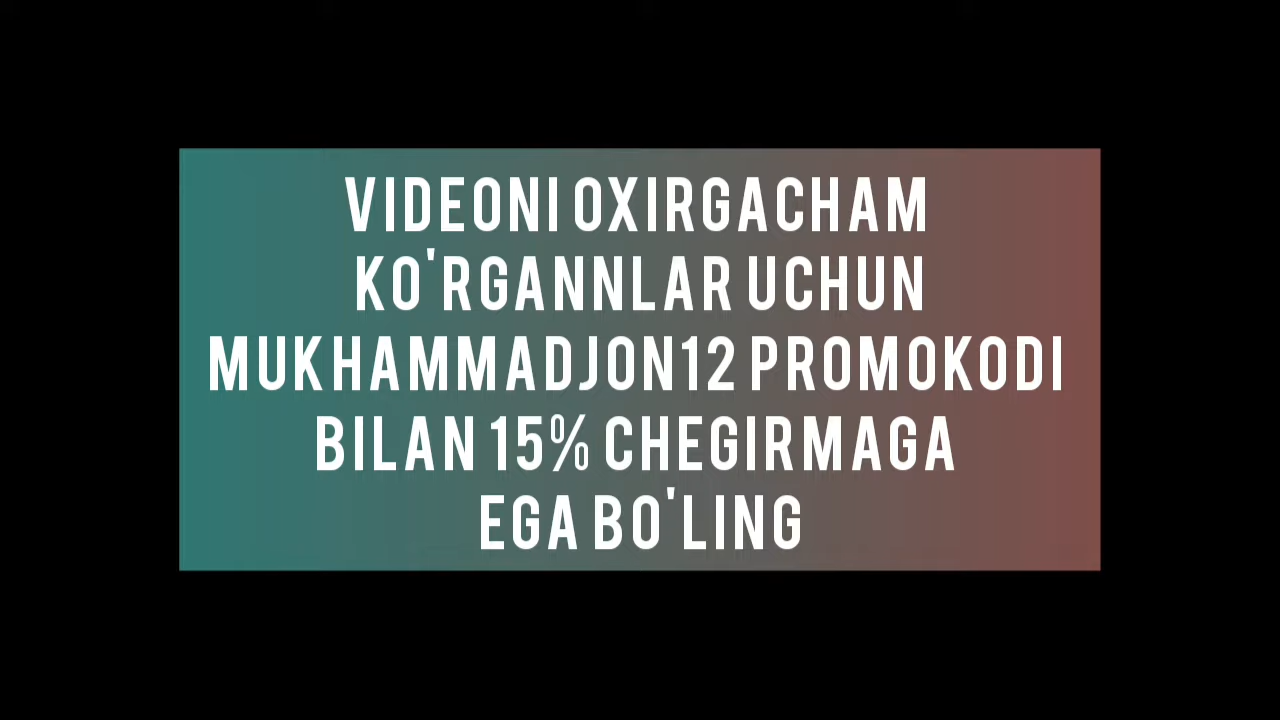 VIDEONI OXIRGACHAM
KO'RGANNLAR UCHUN
MUKHAMMADJON12 PROMOKODI
BILAN 15% CHEGIRMAGA
EGA BO'LING